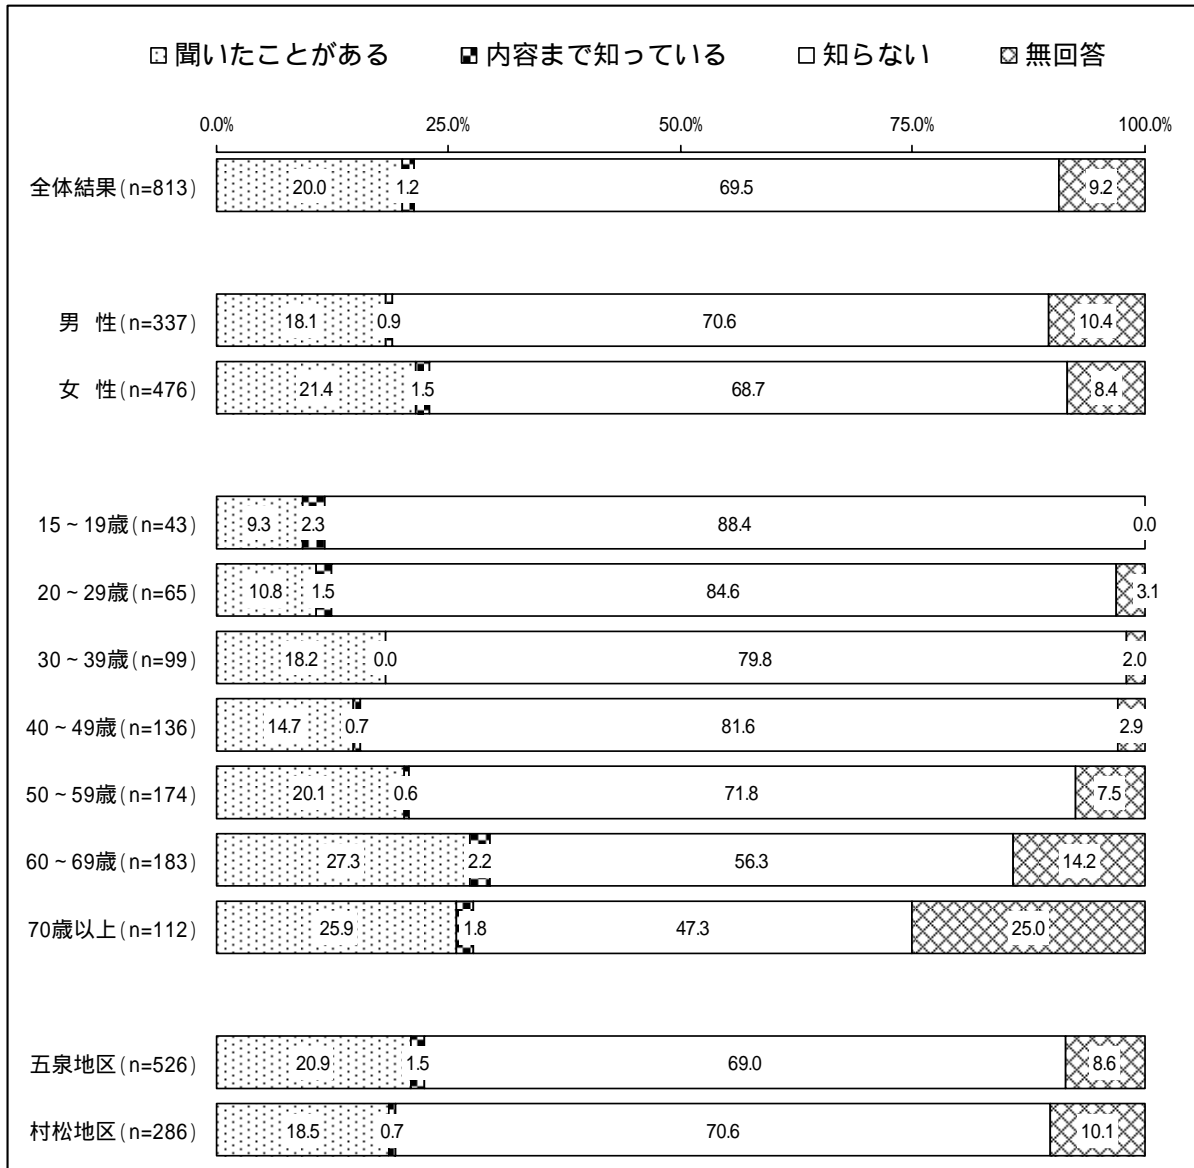 聞いたことがある 内容まで知っている 知らない 無回答
0.0% 25.0% 50.0% 75.0% 100.0%
全体結果(n=813) 20.0 1.2 69.5 9.2
男 性(n=337) 18.1 0.9 70.6 10.4
女 性(n=476) 21.4 1.5 68.7 8.4
15~19歳(n=43) 9.3 2.3 88.4 0.0
20~29歳(n=65) 10.8 1.5 84.6 3.1
30~39歳(n=99) 18.2 0.0 79.8 2.0
40~49歳(n=136) 14.7 0.7 81.6 2.9
50~59歳(n=174) 20.1 0.6 71.8 7.5
60~69歳(n=183) 27.3 2.2 56.3 14.2
70歳以上(n=112) 25.9 1.8 47.3 25.0
五泉地区(n=526) 20.9 1.5 69.0 8.6
村松地区(n=286) 18.5 0.7 70.6 10.1